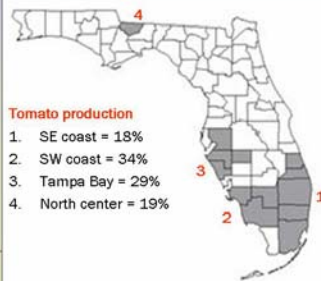 4
Tomato production
1. SE coast = 18%
2. SW coast = 34%
3. Tampa Bay = 29%
4. North center = 19%
3
1
2